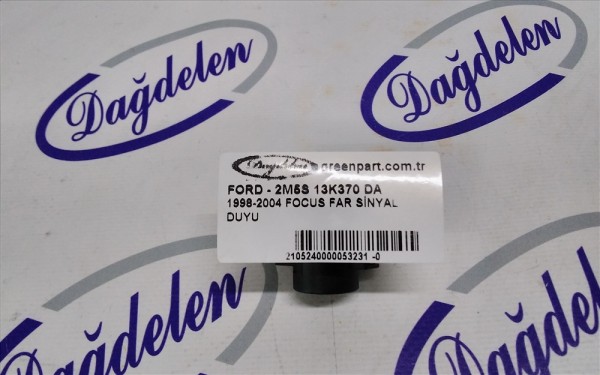 Dağdelen
Dağdelen
Dağdelen greenpart.com.tr
FORD - 2M5S 13K370 DA
1998-2004 FOCUS FAR SİNYAL
DUYU
2105240000053231 -0
Dağdelen
Dağdelen